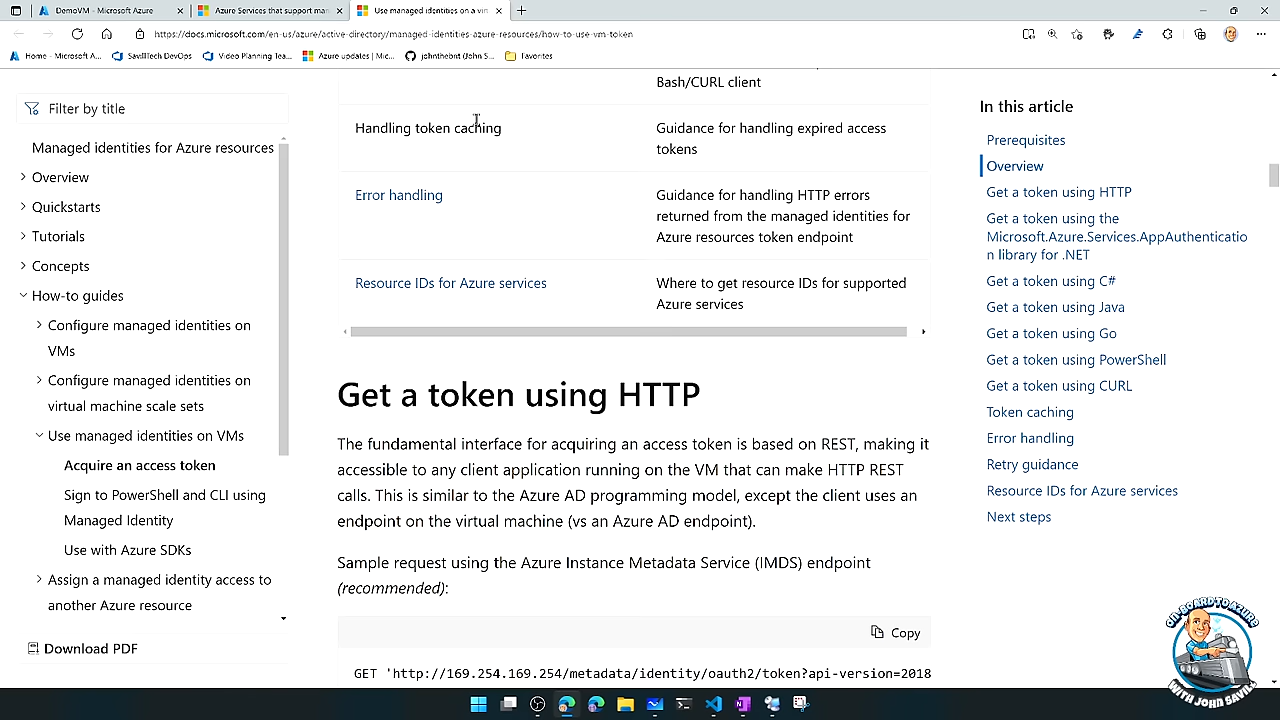 DemoVM - Microsoft Azure
Azure Services that support mar
Use managed identities on a vir
https://docs.microsoft.com/en-us/azure/active-directory/managed-identities-azure-resources/how-to-use-vm-token
Home - Microsoft A...
SavillTech DevOps
Video Planning Tea...
Azure updates | Mic...
johnthebrit (John S...
Favorites
Filter by title
Managed identities for Azure resources
Overview
Quickstarts
Tutorials
Concepts
How-to guides
Configure managed identities on
VMs
Configure managed identities on
virtual machine scale sets
Use managed identities on VMs
Acquire an access token
Sign to PowerShell and CLI using
Managed Identity
Use with Azure SDKs
Assign a managed identity access to
another Azure resource
Download PDF
Bash/CURL client
Handling token caching
Guidance for handling expired access
tokens
Error handling
Guidance for handling HTTP errors
returned from the managed identities for
Azure resources token endpoint
Resource IDs for Azure services
Where to get resource IDs for supported
Azure services
Get a token using HTTP
The fundamental interface for acquiring an access token is based on REST, making it
accessible to any client application running on the VM that can make HTTP REST
calls. This is similar to the Azure AD programming model, except the client uses an
endpoint on the virtual machine (vs an Azure AD endpoint).
Sample request using the Azure Instance Metadata Service (IMDS) endpoint
(recommended):
Copy
GET 'http://169.254.169.254/metadata/identity/oauth2/token?api-version=2018
In this article
Prerequisites
Overview
Get a token using HTTP
Get a token using the
Microsoft.Azure.Services.AppAuthenticatio
n library for .NET
Get a token using C#
Get a token using Java
Get a token using Go
Get a token using PowerShell
Get a token using CURL
Token caching
Error handling
Retry guidance
Resource IDs for Azure services
Next steps
ON-BOARD TO AZURE
WITH JOHN SAVILL